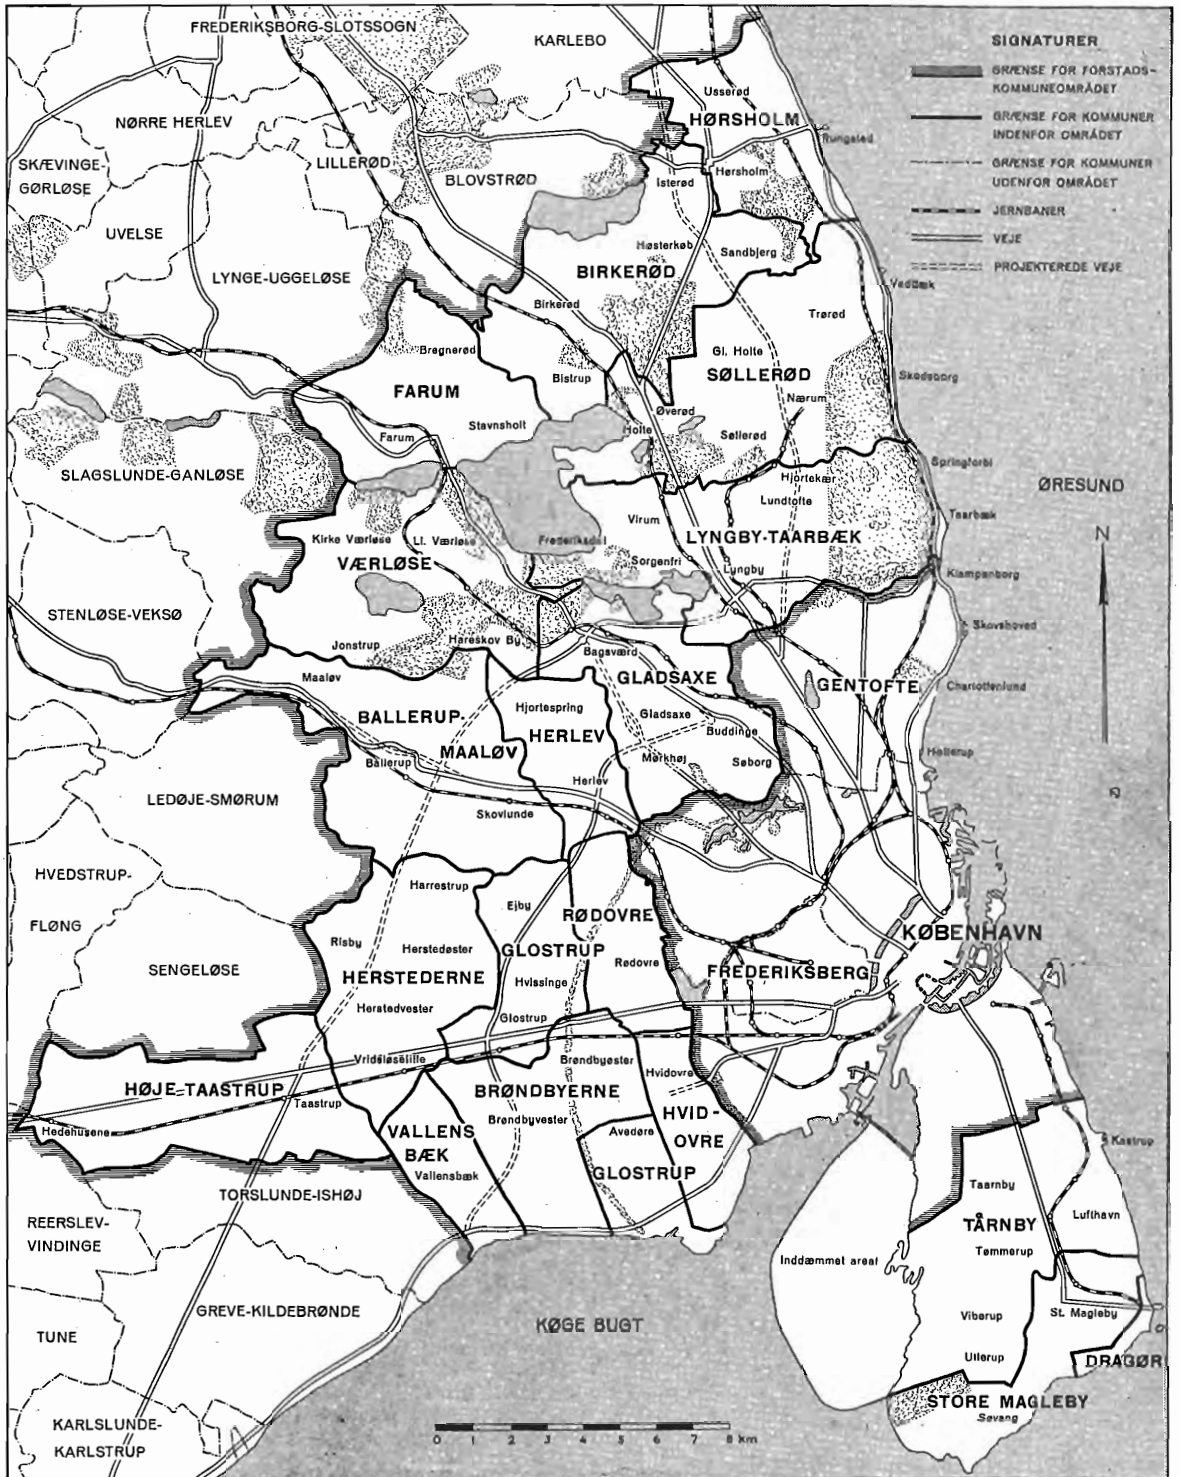 FREDERIKSBORG-SLOTSSOGN
KARLEBO
SIGNATURER
GRÆNSE FOR FORSTADS-
KOMMUNEOMRÅDET
GRÆNSE FOR KOMMUNER
INDENFOR OMRÅDET
GRÆNSE FOR KOMMUNER
UDENFOR OMRÅDET
JERNBANER
VEJE
PROJEKTEREDE VEJE
Usserød
HØRSHOLM
NØRRE HERLEV
Rungsted
SKÆVINGE-
GØRLØSE
LILLERØD
BLOVSTRØD
Isterød
Hørsholm
UVELSE
Høsterkøb
Sandbjerg
LYNGE-UGGELØSE
BIRKERØD
Vedbæk
Birkerød
Trørød
Bregnerød
Gl. Holte
Bistrup
SØLLERØD
Skodsborg
FARUM
Nærum
Øverød
Stavnsholt
Farum
Holte
Søllerød
Springforbi
SLAGSLUNDE-GANLØSE
Hjortekær
Lundtofte
ØRESUND
Taarbæk
Virum
N
Kirke Værløse
Ll. Værløse
Frederiksdal
LYNGBY-TAARBÆK
VÆRLØSE
Sorgenfri
Lyngby
Klampenborg
STENLØSE-VEKSØ
Skovshoved
Jonstrup
Hareskov By
Bagsværd
Maaløv
GLADSAXE
GENTOFTE
Charlottenlund
Hjortespring
Gladsaxe
BALLERUP-
MAALØV
HERLEV
Buddinge
Hellerup
Ballerup
Mørkhøj
Søborg
Herlev
LEDØJE-SMØRUM
Skovlunde
HVEDSTRUP-
FLØNG
Harrestrup
Ejby
RØDOVRE
Risby
Herstedøster
GLOSTRUP
KØBENHAVN
SENGELØSE
HERSTEDERNE
Hvissinge
Rødovre
FREDERIKSBERG
Herstedvester
Glostrup
Vridsløselille
Brøndbyøster
Hvidovre
HØJE-TAASTRUP
BRØNDBYERNE
Taastrup
HVID-
OVRE
Hedehusene
VALLENS
BÆK
Brøndbyvester
Avedøre
Kastrup
Vallensbæk
GLOSTRUP
TORSLUNDE-ISHØJ
Taarnby
REERSLEV-
VINDINGE
TÅRNBY
Lufthavn
Tømmerup
Inddæmmet areal
GREVE-KILDEBRØNDE
KØGE BUGT
Viberup
St. Magleby
TUNE
Ullerup
DRAGØR
STORE MAGLEBY
Søvang
KARLSLUNDE-
KARLSTRUP
0 1 2 3 4 5 6 7 8 km